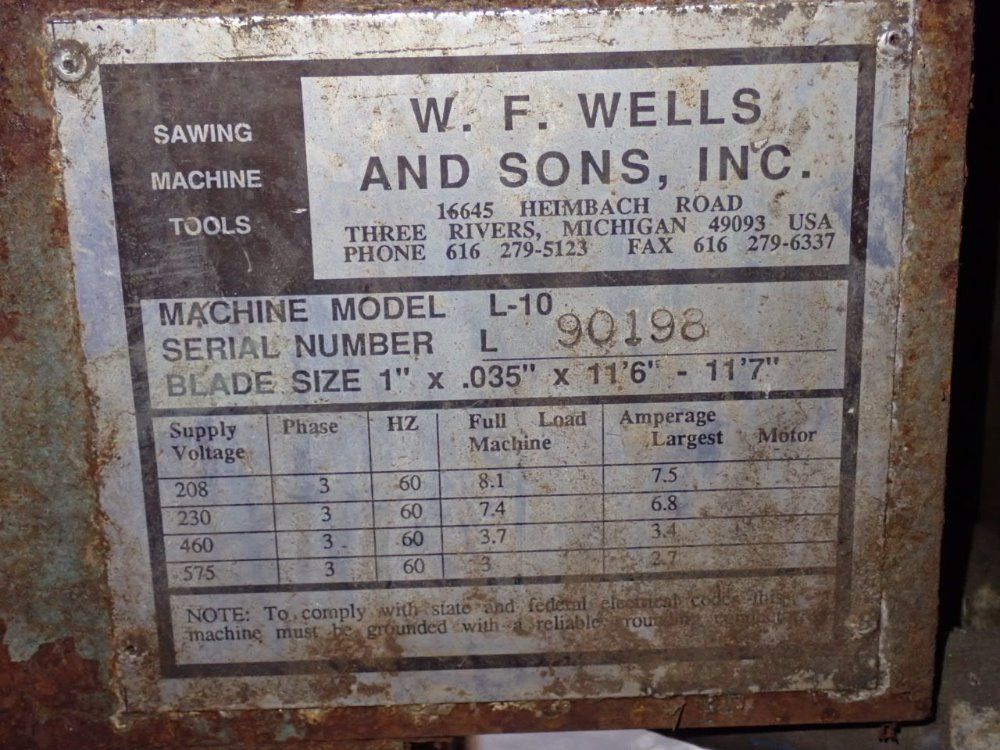 SAWING
MACHINE
TOOLS
W. F. WELLS
AND SONS, INC.
16645 HEIMBACH ROAD
THREE RIVERS, MICHIGAN 49093 USA
PHONE 616 279-5123 FAX 616 279-6337
MACHINE MODEL L-10
SERIAL NUMBER L 90198
BLADE SIZE 1" x .035" x 11'6" - 11'7"
Supply Phase HZ Full Load Amperage
Voltage Machine Largest Motor
208 3 60 8.1 7.5
230 3 60 7.4 6.8
460 3 60 3.7 3.4
575 3 60 3 2.7
NOTE: To comply with state and federal electrical codes this
machine must be grounded with a reliable